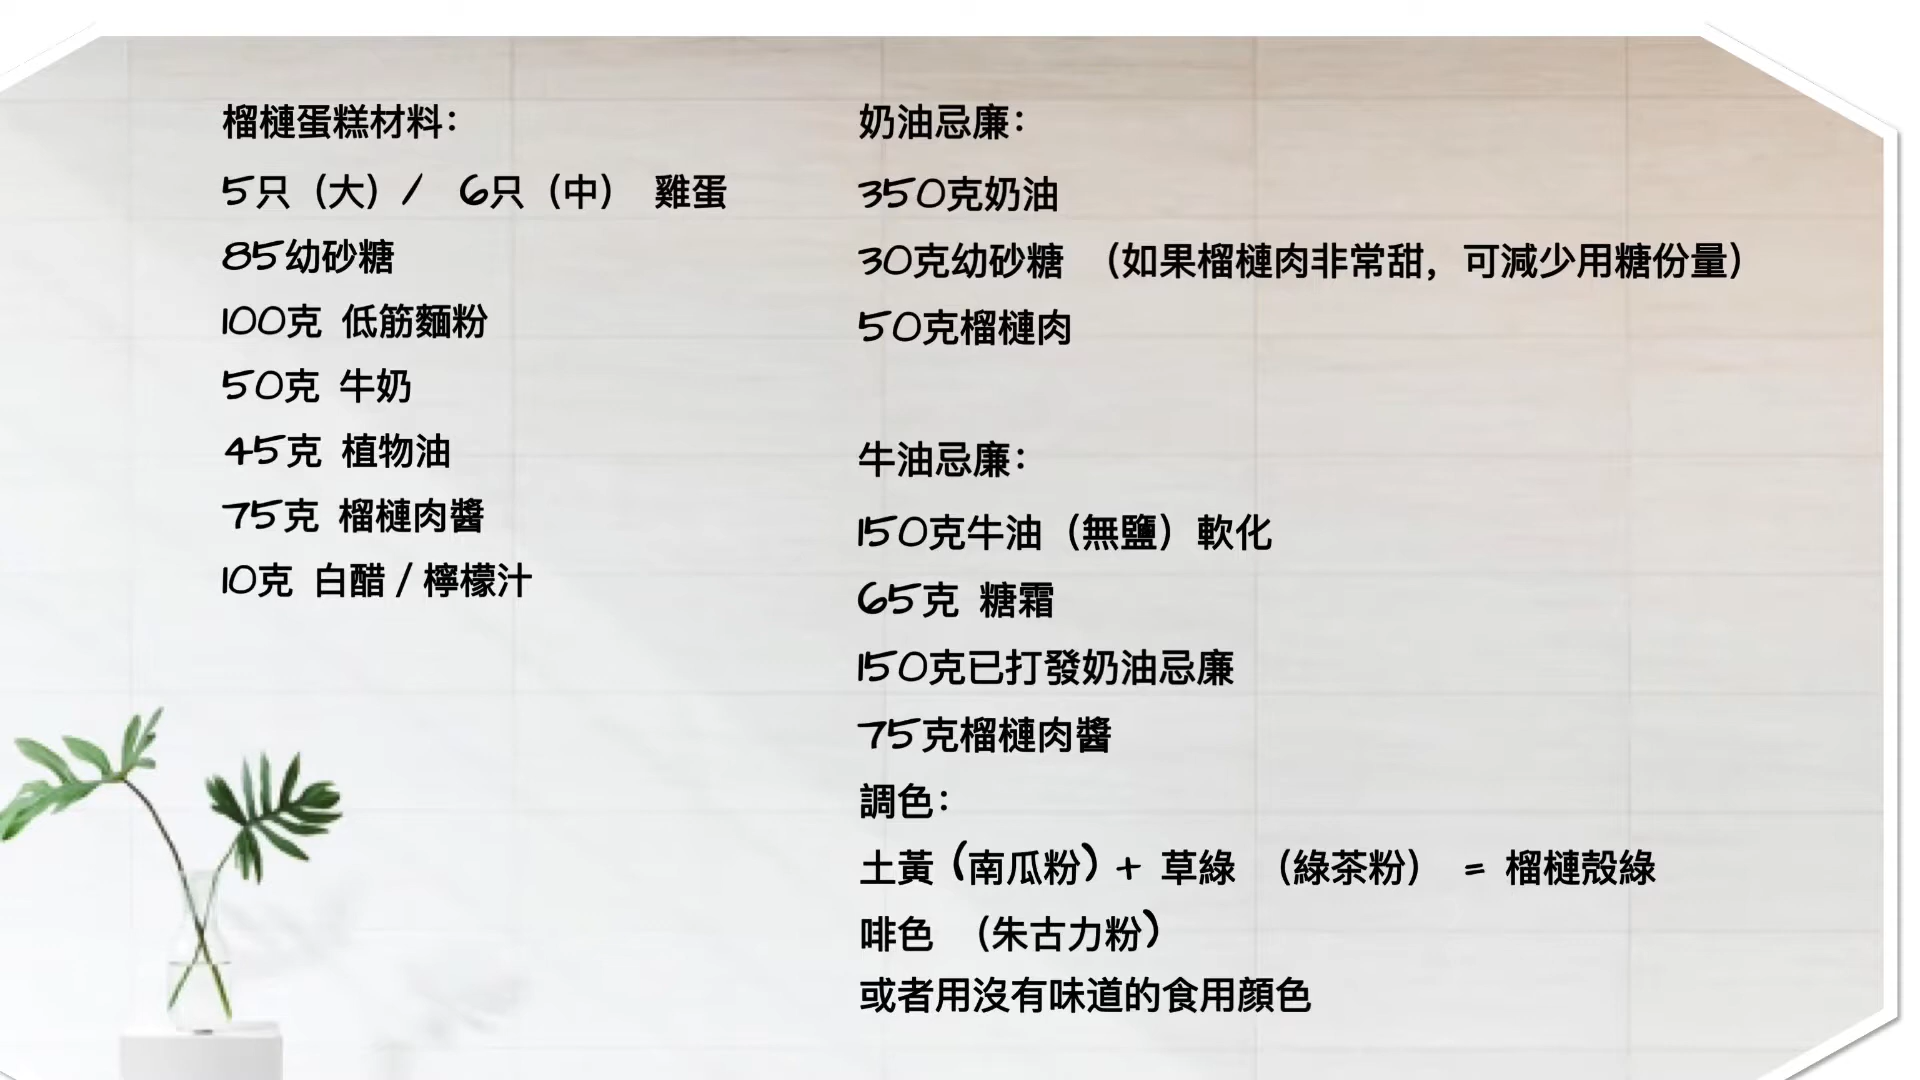 榴槤蛋糕材料：
5只（大）/ 6只（中） 雞蛋
85幼砂糖
100克 低筋麵粉
50克 牛奶
45克 植物油
75克 榴槤肉醬
10克 白醋 / 檸檬汁
奶油忌廉：
350克奶油
30克幼砂糖 （如果榴槤肉非常甜，可減少用糖份量）
50克榴槤肉
牛油忌廉：
150克牛油（無鹽）軟化
65克 糖霜
150克已打發奶油忌廉
75克榴槤肉醬
調色：
土黃 (南瓜粉) + 草綠 （綠茶粉） = 榴槤殼綠
啡色 （朱古力粉)
或者用沒有味道的食用顏色